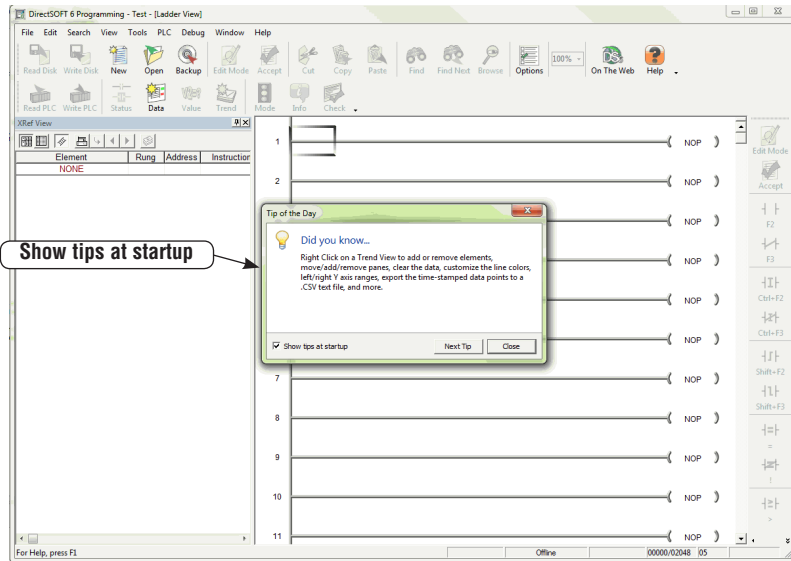 DirectSOFT 6 Programming - Test - [Ladder View]
File Edit Search View Tools PLC Debug Window Help
Read Disk Write Disk New Open Backup Edit Mode Accept Cut Copy Paste Find Find Next Browse Options 100% On The Web Help
Read PLC Write PLC Status Data Value Trend Mode Info Check
XRef View
Element Rung Address Instruction
NONE
1 NOP
2 NOP
NOP
NOP
NOP
NOP
7 NOP
8 NOP
9 NOP
10 NOP
11 NOP
Show tips at startup
Tip of the Day
Did you know...
Right Click on a Trend View to add or remove elements,
move/add/remove panes, clear the data, customize the line colors,
left/right Y axis ranges, export the time-stamped data points to a
.CSV text file, and more.
Show tips at startup Next Tip Close
Edit Mode
Accept
F2
F3
Ctrl+F2
Ctrl+F3
Shift+F2
Shift+F3
=
!
>
For Help, press F1 Offline 00000/02048 05